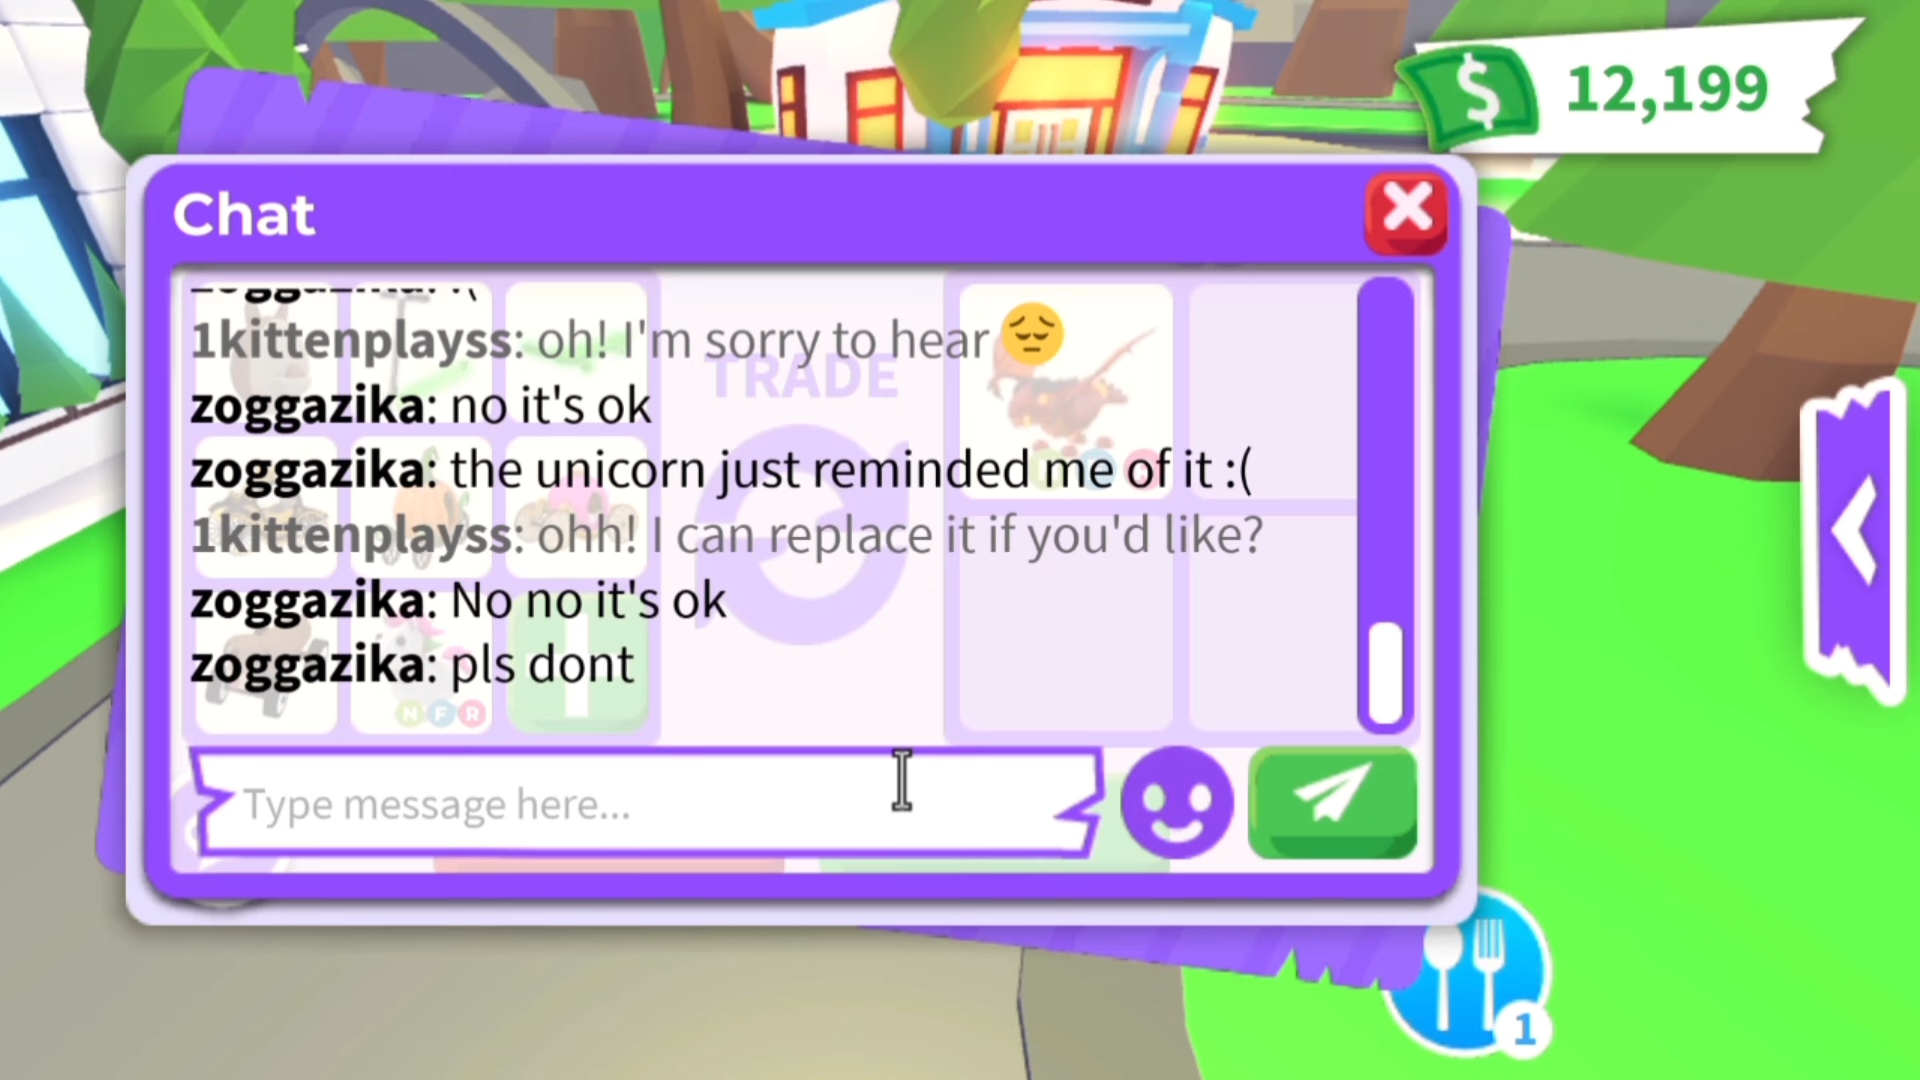 12,199
Chat
1kittenplayss: oh! I'm sorry to hear 😔
TRADE
zoggazika: no it's ok
zoggazika: the unicorn just reminded me of it :(
1kittenplayss: ohh! I can replace it if you'd like?
zoggazika: No no it's ok
zoggazika: pls dont
N F R
Type message here...
1